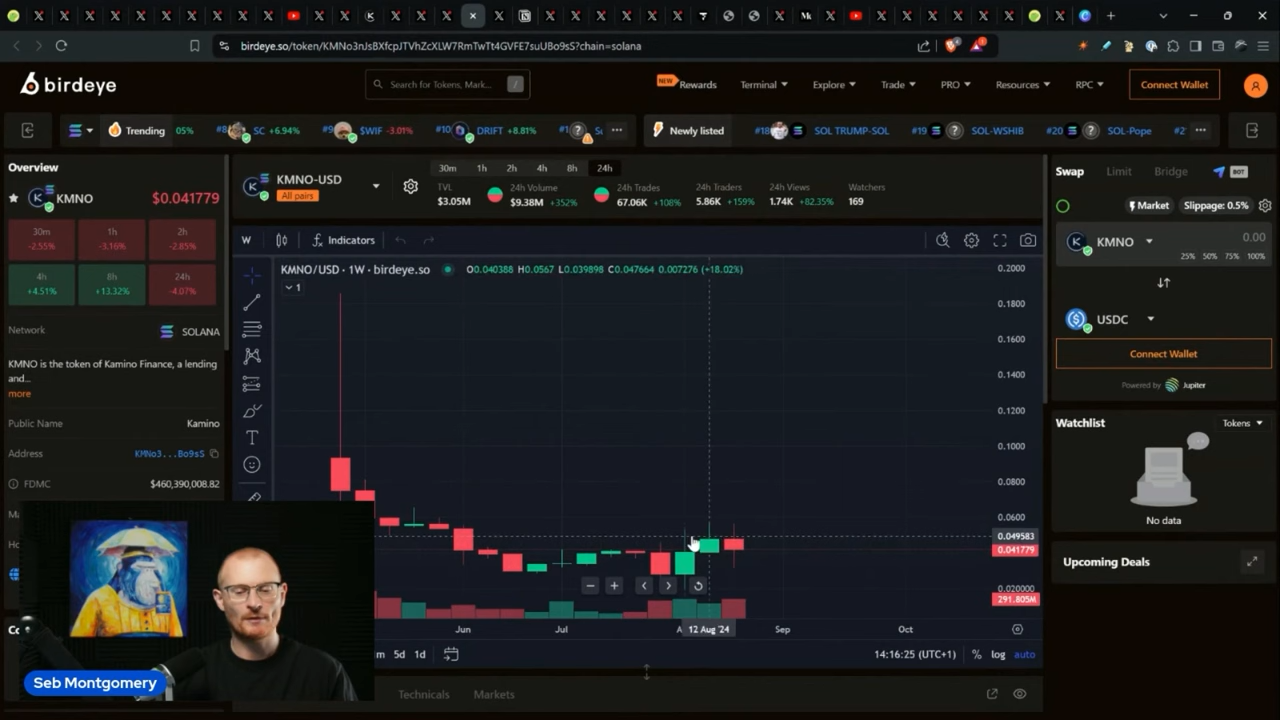 birdeye.so/token/KMNo3nJsBXfcpJTVhZcXLW7RmTwTt4GVFE7suUBo9sS?chain=solana
birdeye
Search for Tokens, Mark... /
NEW Rewards Terminal Explore Trade PRO Resources RPC Connect Wallet
Trending 05% #8 SC +6.94% #9 $WIF -3.01% #10 DRIFT +8.81% ... Newly listed #18 SOL TRUMP-SOL #19 SOL-WSHIB #20 SOL-Pope #2 ...
Overview
KMNO $0.041779
30m 1h 2h
-2.55% -3.16% -2.85%
4h 8h 24h
+4.51% +13.32% -4.07%
Network SOLANA
KMNO is the token of Kamino Finance, a lending
and...
more
Public Name Kamino
Address KMNo3...Bo9sS
FDMC $460,390,008.82
KMNO-USD
All pairs
30m 1h 2h 4h 8h 24h
TVL 24h Volume 24h Trades 24h Traders 24h Views Watchers
$3.05M $9.38M +352% 67.06K +108% 5.86K +159% 1.74K +82.35% 169
W Indicators
KMNO/USD · 1W · birdeye.so O0.040388 H0.0567 L0.039898 C0.047664 0.007276 (+18.02%)
1
0.2000
0.1800
0.1600
0.1400
0.1200
0.1000
0.0800
0.0600
0.049583
0.041779
0.020000
291.805M
Jun Jul 12 Aug '24 Sep Oct
5d 1d 14:16:25 (UTC+1) % log auto
Technicals Markets
Swap Limit Bridge BOT
Market Slippage: 0.5%
KMNO 0.00
25% 50% 75% 100%
USDC
Connect Wallet
Powered by Jupiter
Watchlist Tokens
No data
Upcoming Deals
Seb Montgomery